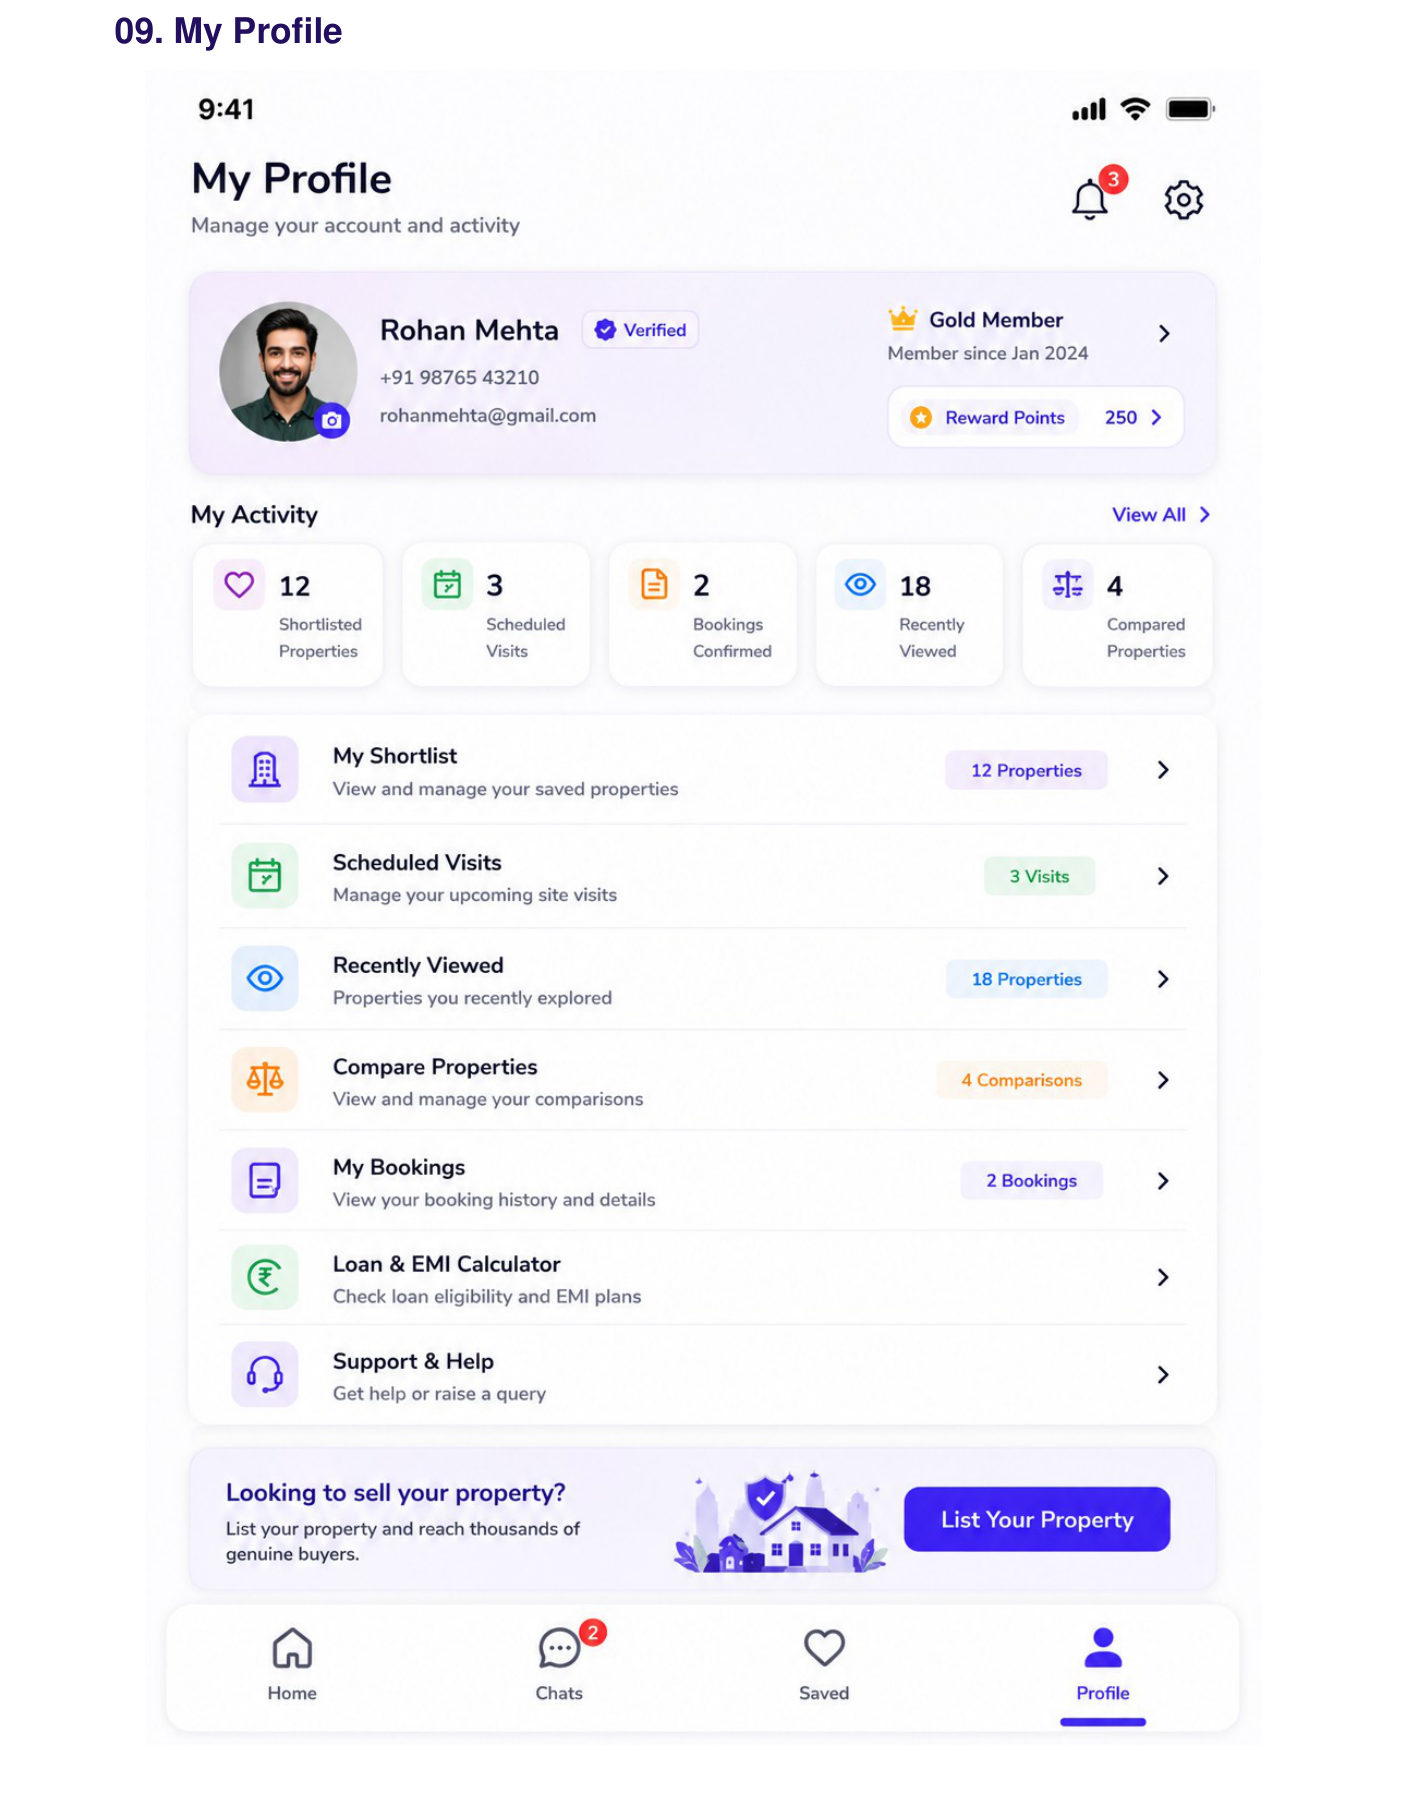 09. My Profile
9:41
My Profile
3
Manage your account and activity
Rohan Mehta
Verified
+91 98765 43210
rohanmehta@gmail.com
Gold Member
Member since Jan 2024
Reward Points 250
My Activity
View All
12
Shortlisted
Properties
3
Scheduled
Visits
2
Bookings
Confirmed
18
Recently
Viewed
4
Compared
Properties
My Shortlist
View and manage your saved properties
12 Properties
Scheduled Visits
Manage your upcoming site visits
3 Visits
Recently Viewed
Properties you recently explored
18 Properties
Compare Properties
View and manage your comparisons
4 Comparisons
My Bookings
View your booking history and details
2 Bookings
₹
Loan & EMI Calculator
Check loan eligibility and EMI plans
Support & Help
Get help or raise a query
Looking to sell your property?
List your property and reach thousands of
genuine buyers.
List Your Property
Home
2
Chats
Saved
Profile